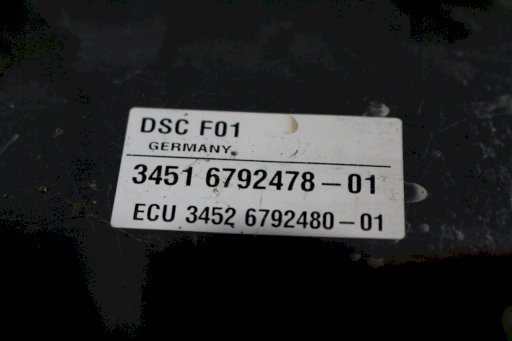 DSC F01
GERMANY
3451 6792478-01
ECU 3452 6792480-01